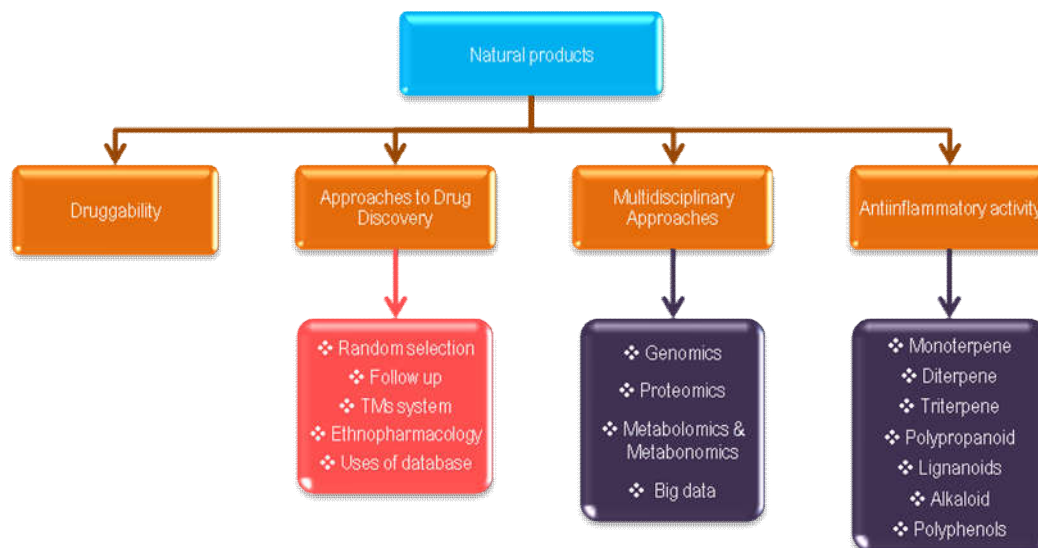 Natural products
Druggability
Approaches to Drug
Discovery
Multidisciplinary
Approaches
Antiinflammatory activity
❖ Random selection
❖ Follow up
❖ TMs system
❖ Ethnopharmacology
❖ Uses of database
❖ Genomics
❖ Proteomics
❖ Metabolomics &
Metabonomics
❖ Big data
❖ Monoterpene
❖ Diterpene
❖ Triterpene
❖ Polypropanoid
❖ Lignanoids
❖ Alkaloid
❖ Polyphenols